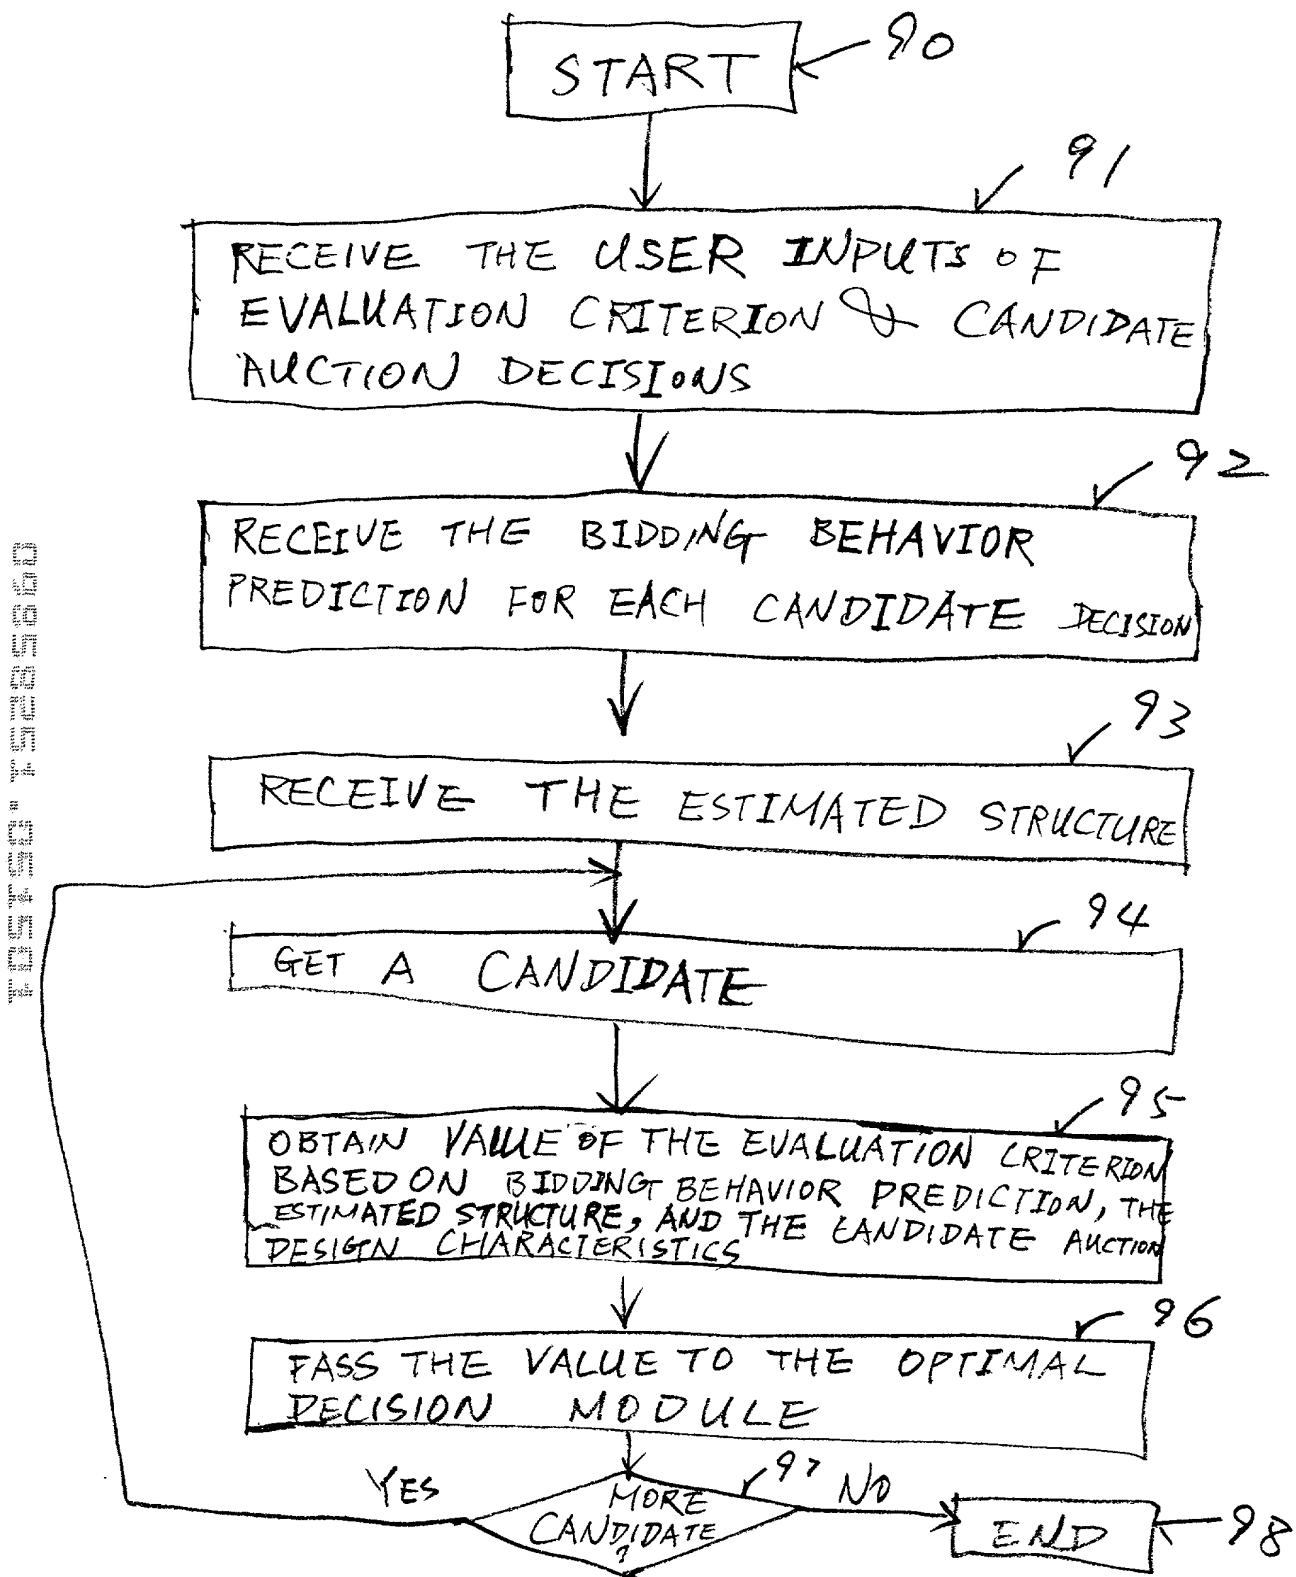 START
90
91
RECEIVE THE USER INPUTS OF
EVALUATION CRITERION & CANDIDATE
AUCTION DECISIONS
92
RECEIVE THE BIDDING BEHAVIOR
PREDICTION FOR EACH CANDIDATE DECISION
93
RECEIVE THE ESTIMATED STRUCTURE
94
GET A CANDIDATE
95
OBTAIN VALUE OF THE EVALUATION CRITERION
BASED ON BIDDING BEHAVIOR PREDICTION, THE
ESTIMATED STRUCTURE, AND THE CANDIDATE AUCTION
DESIGN CHARACTERISTICS
96
PASS THE VALUE TO THE OPTIMAL
DECISION MODULE
97
YES
MORE
CANDIDATE
?
NO
END
98
09858251.051501